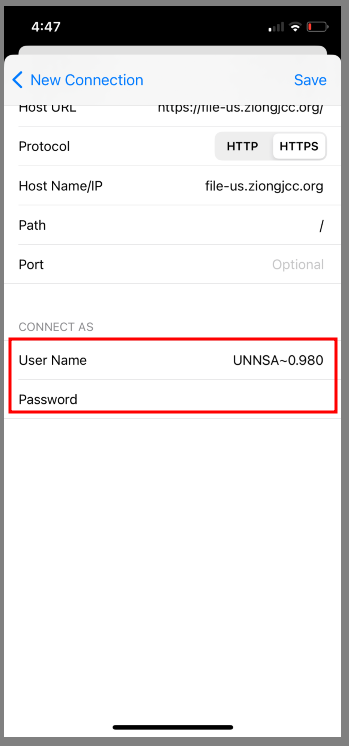 4:47
New Connection Save
Host URL https://file-us.ziongjcc.org/
Protocol HTTP HTTPS
Host Name/IP file-us.ziongjcc.org
Path /
Port Optional
CONNECT AS
User Name UNNSA~0.980
Password